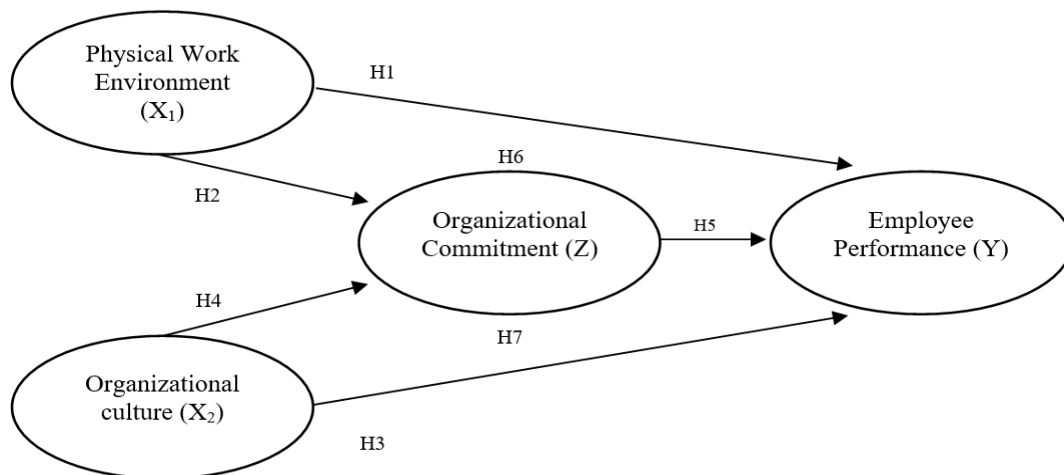 Physical Work
Environment
(X₁)
H1
H6
H2
Organizational
Commitment (Z)
H5
Employee
Performance (Y)
H4
H7
Organizational
culture (X₂)
H3